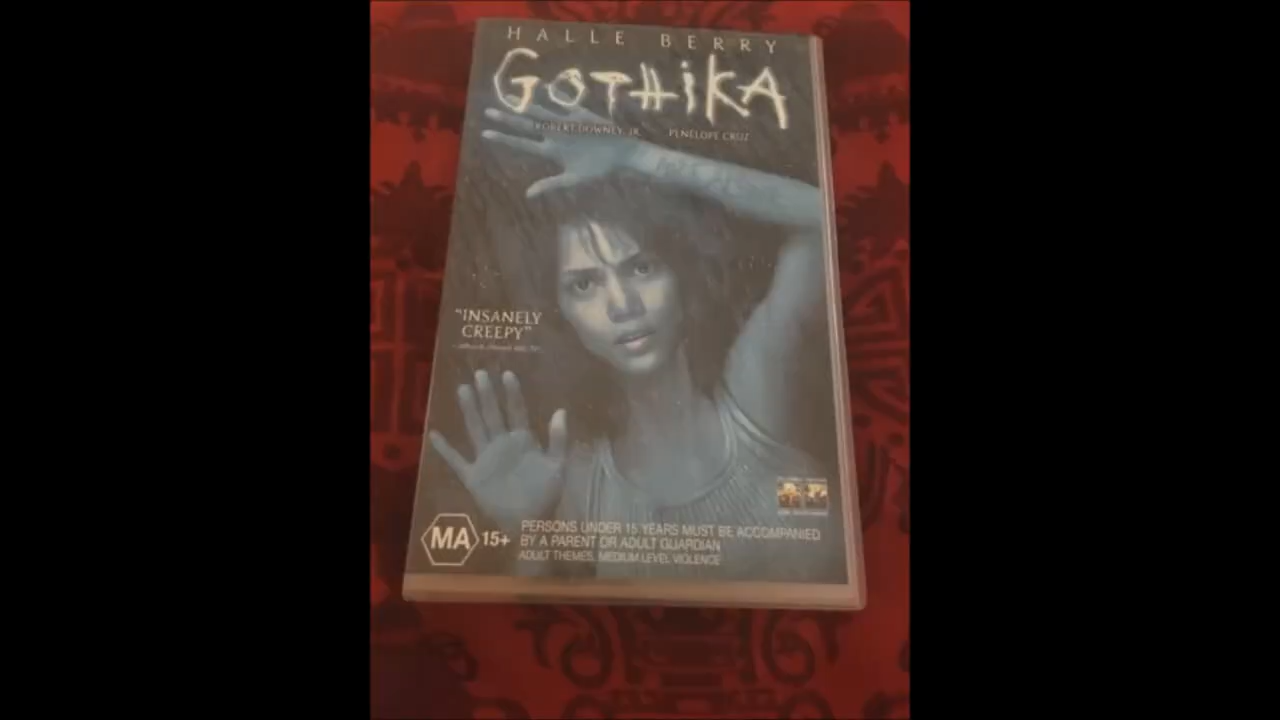 HALLE BERRY
GOTHIKA
ROBERT DOWNEY JR. PENELOPE CRUZ
"INSANELY
CREEPY"
MA 15+
PERSONS UNDER 15 YEARS MUST BE ACCOMPANIED
BY A PARENT OR ADULT GUARDIAN
ADULT THEMES, MEDIUM LEVEL VIOLENCE